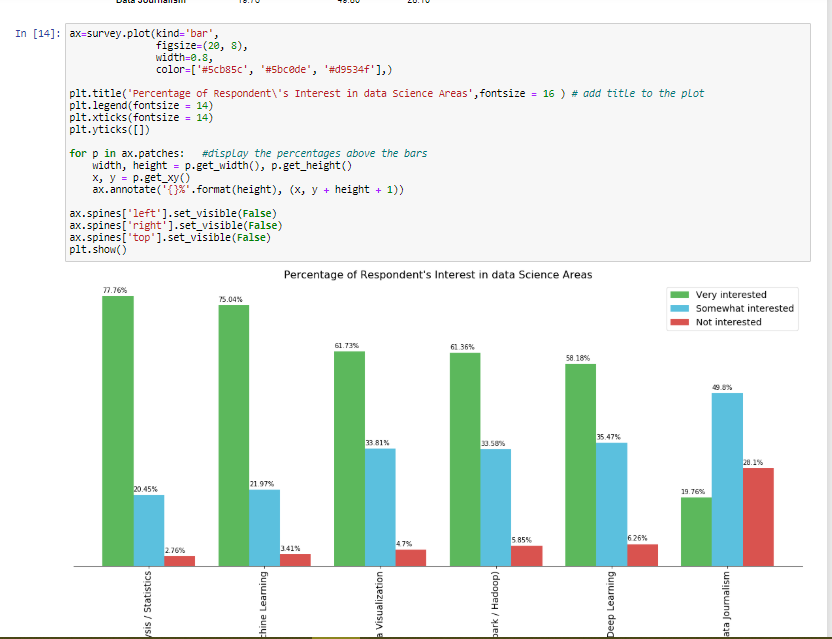 Data Journalism
In [14]: ax=survey.plot(kind='bar',
figsize=(20, 8),
width=0.8,
color=['#5cb85c', '#5bc0de', '#d9534f'],)
plt.title('Percentage of Respondent\'s Interest in data Science Areas',fontsize = 16 ) # add title to the plot
plt.legend(fontsize = 14)
plt.xticks(fontsize = 14)
plt.yticks([])
for p in ax.patches:   #display the percentages above the bars
width, height = p.get_width(), p.get_height()
x, y = p.get_xy()
ax.annotate('{}%'.format(height), (x, y + height + 1))
ax.spines['left'].set_visible(False)
ax.spines['right'].set_visible(False)
ax.spines['top'].set_visible(False)
plt.show()
Percentage of Respondent's Interest in data Science Areas
Very interested
Somewhat interested
Not interested
77.76%
20.45%
2.76%
75.04%
21.97%
3.41%
61.73%
33.81%
4.7%
61.36%
33.58%
5.85%
58.18%
35.47%
6.26%
19.76%
49.8%
28.1%
ysis / Statistics
chine Learning
a Visualization
park / Hadoop)
Deep Learning
ata Journalism